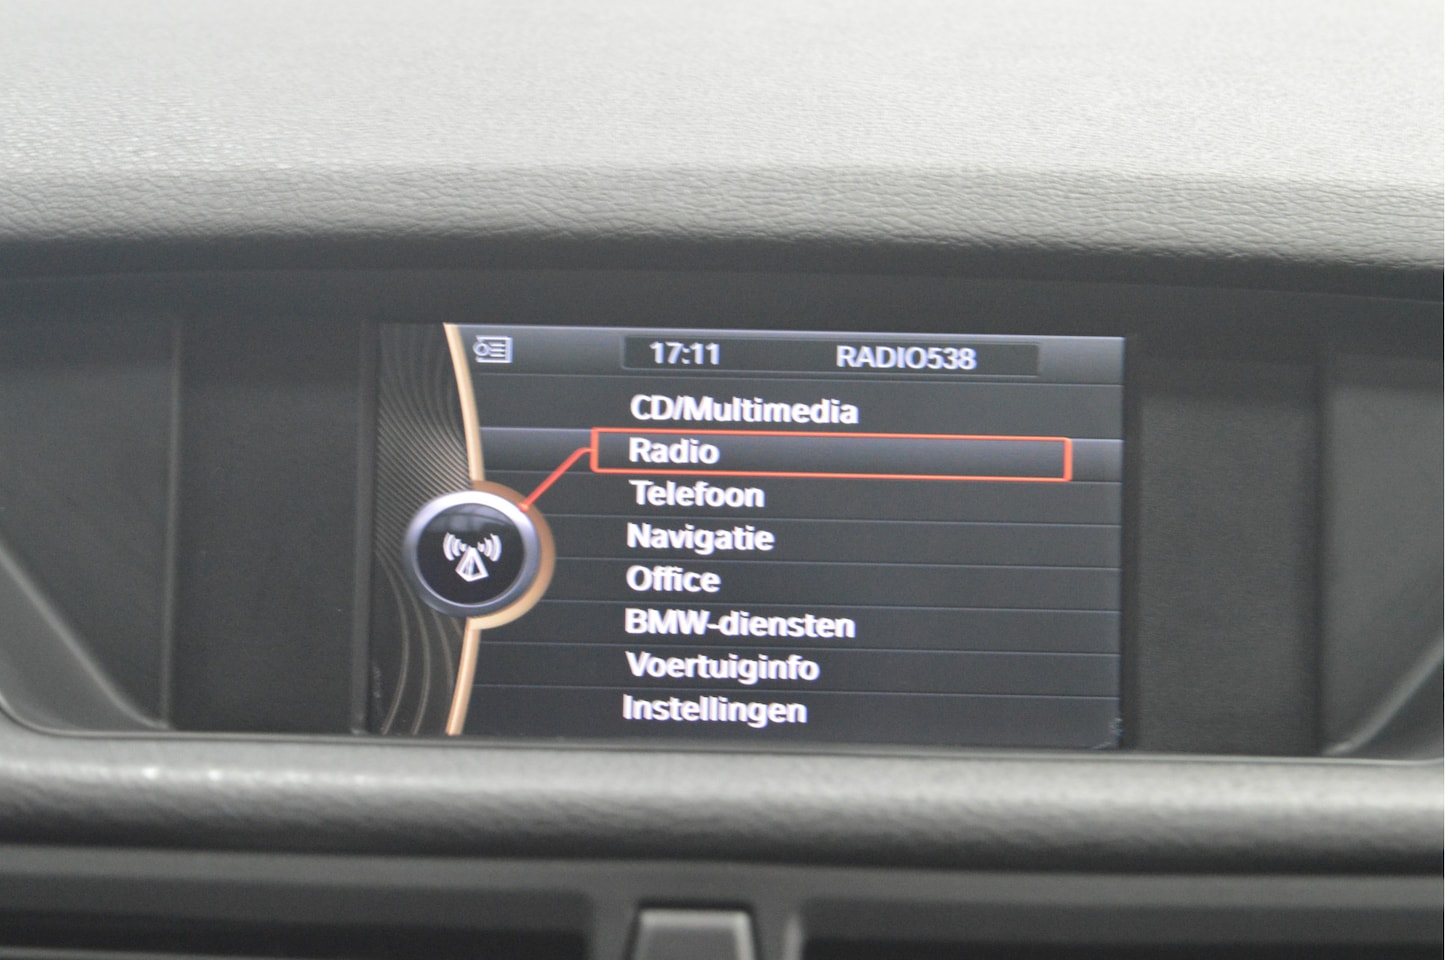 17:11 RADIO538
CD/Multimedia
Radio
Telefoon
Navigatie
Office
BMW-diensten
Voertuiginfo
Instellingen